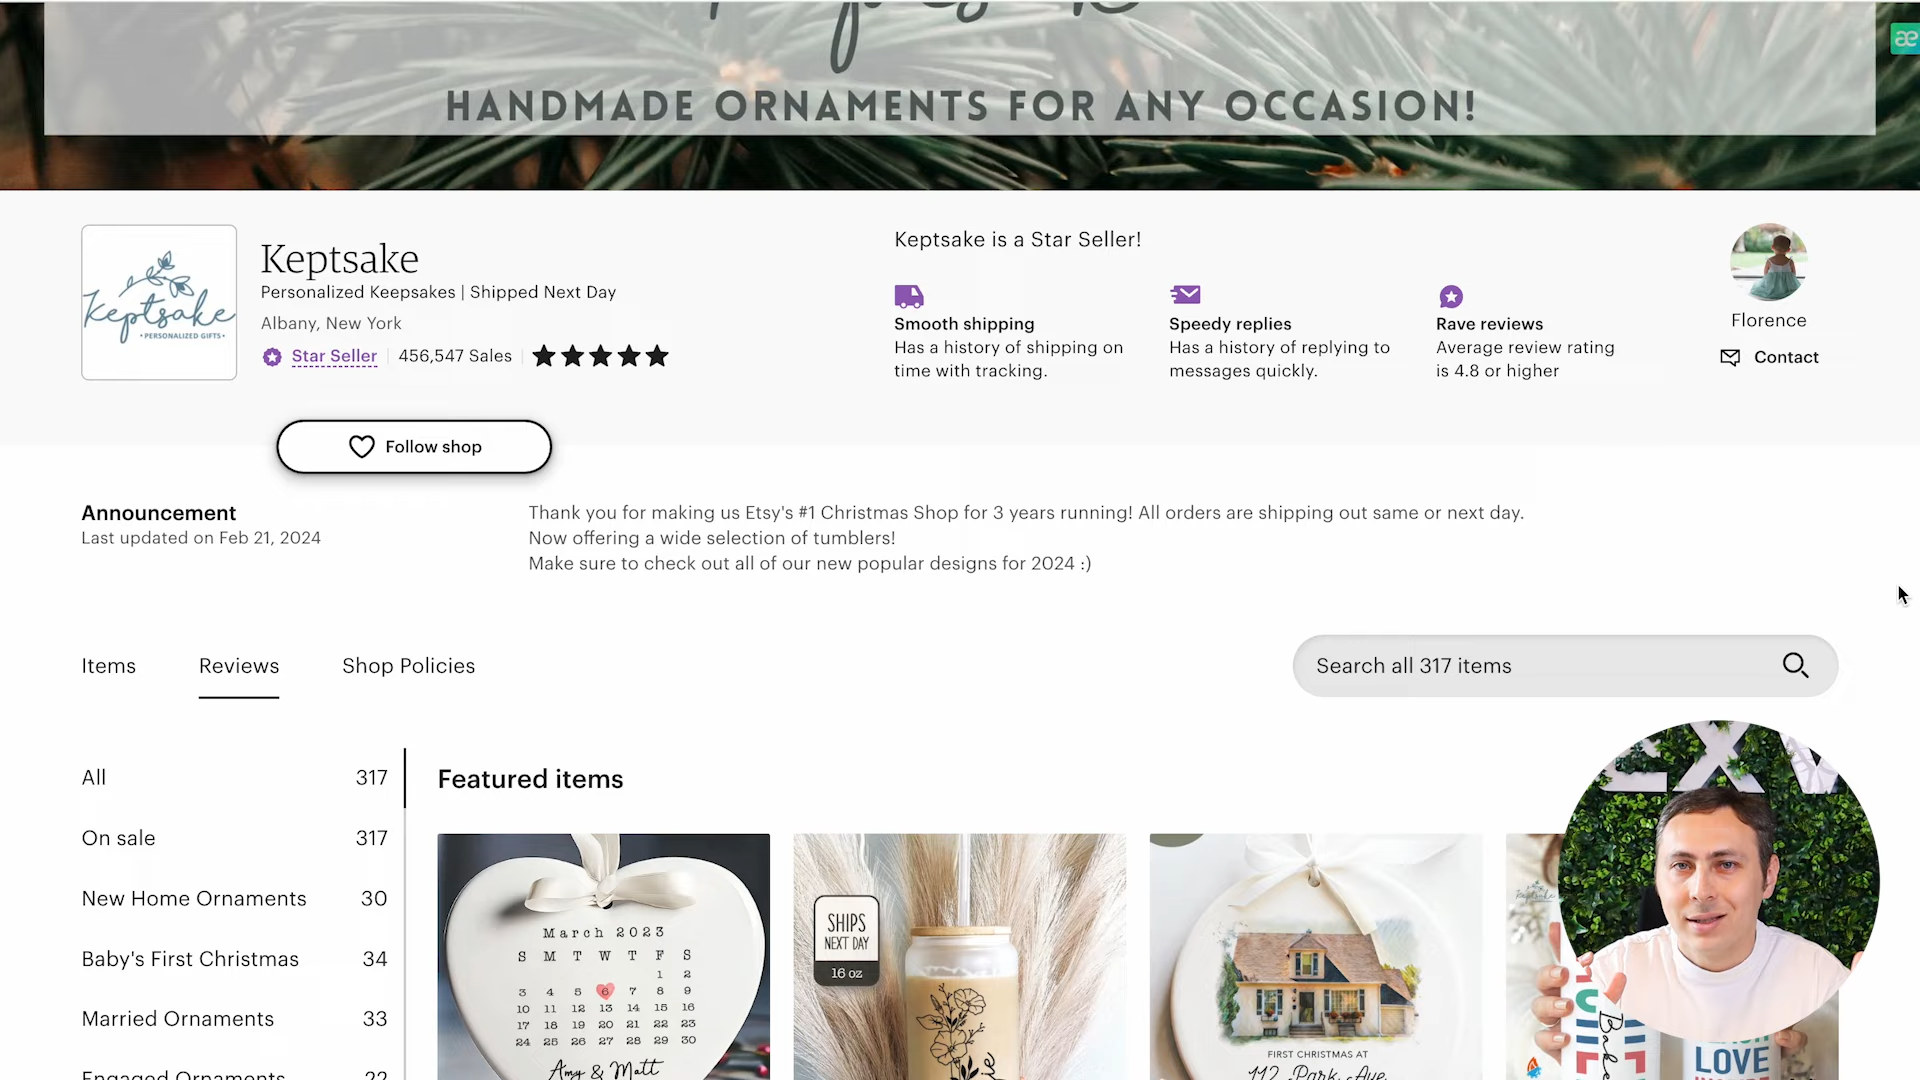 HANDMADE ORNAMENTS FOR ANY OCCASION!
æ
Keptsake
• PERSONALIZED GIFTS •
Keptsake
Personalized Keepsakes | Shipped Next Day
Albany, New York
Star Seller
456,547 Sales
Keptsake is a Star Seller!
Smooth shipping
Has a history of shipping on
time with tracking.
Speedy replies
Has a history of replying to
messages quickly.
Rave reviews
Average review rating
is 4.8 or higher
Florence
Contact
Follow shop
Announcement
Last updated on Feb 21, 2024
Thank you for making us Etsy's #1 Christmas Shop for 3 years running! All orders are shipping out same or next day.
Now offering a wide selection of tumblers!
Make sure to check out all of our new popular designs for 2024 :)
Items
Reviews
Shop Policies
Search all 317 items
All 317
On sale 317
New Home Ornaments 30
Baby's First Christmas 34
Married Ornaments 33
Engaged Ornaments 22
Featured items
March 2023
S M T W T F S
1 2
3 4 5 6 7 8 9
10 11 12 13 14 15 16
17 18 19 20 21 22 23
24 25 26 27 28 29 30
Amy & Matt
SHIPS
NEXT DAY
16 oz
FIRST CHRISTMAS AT
112 Park Ave
LOVE